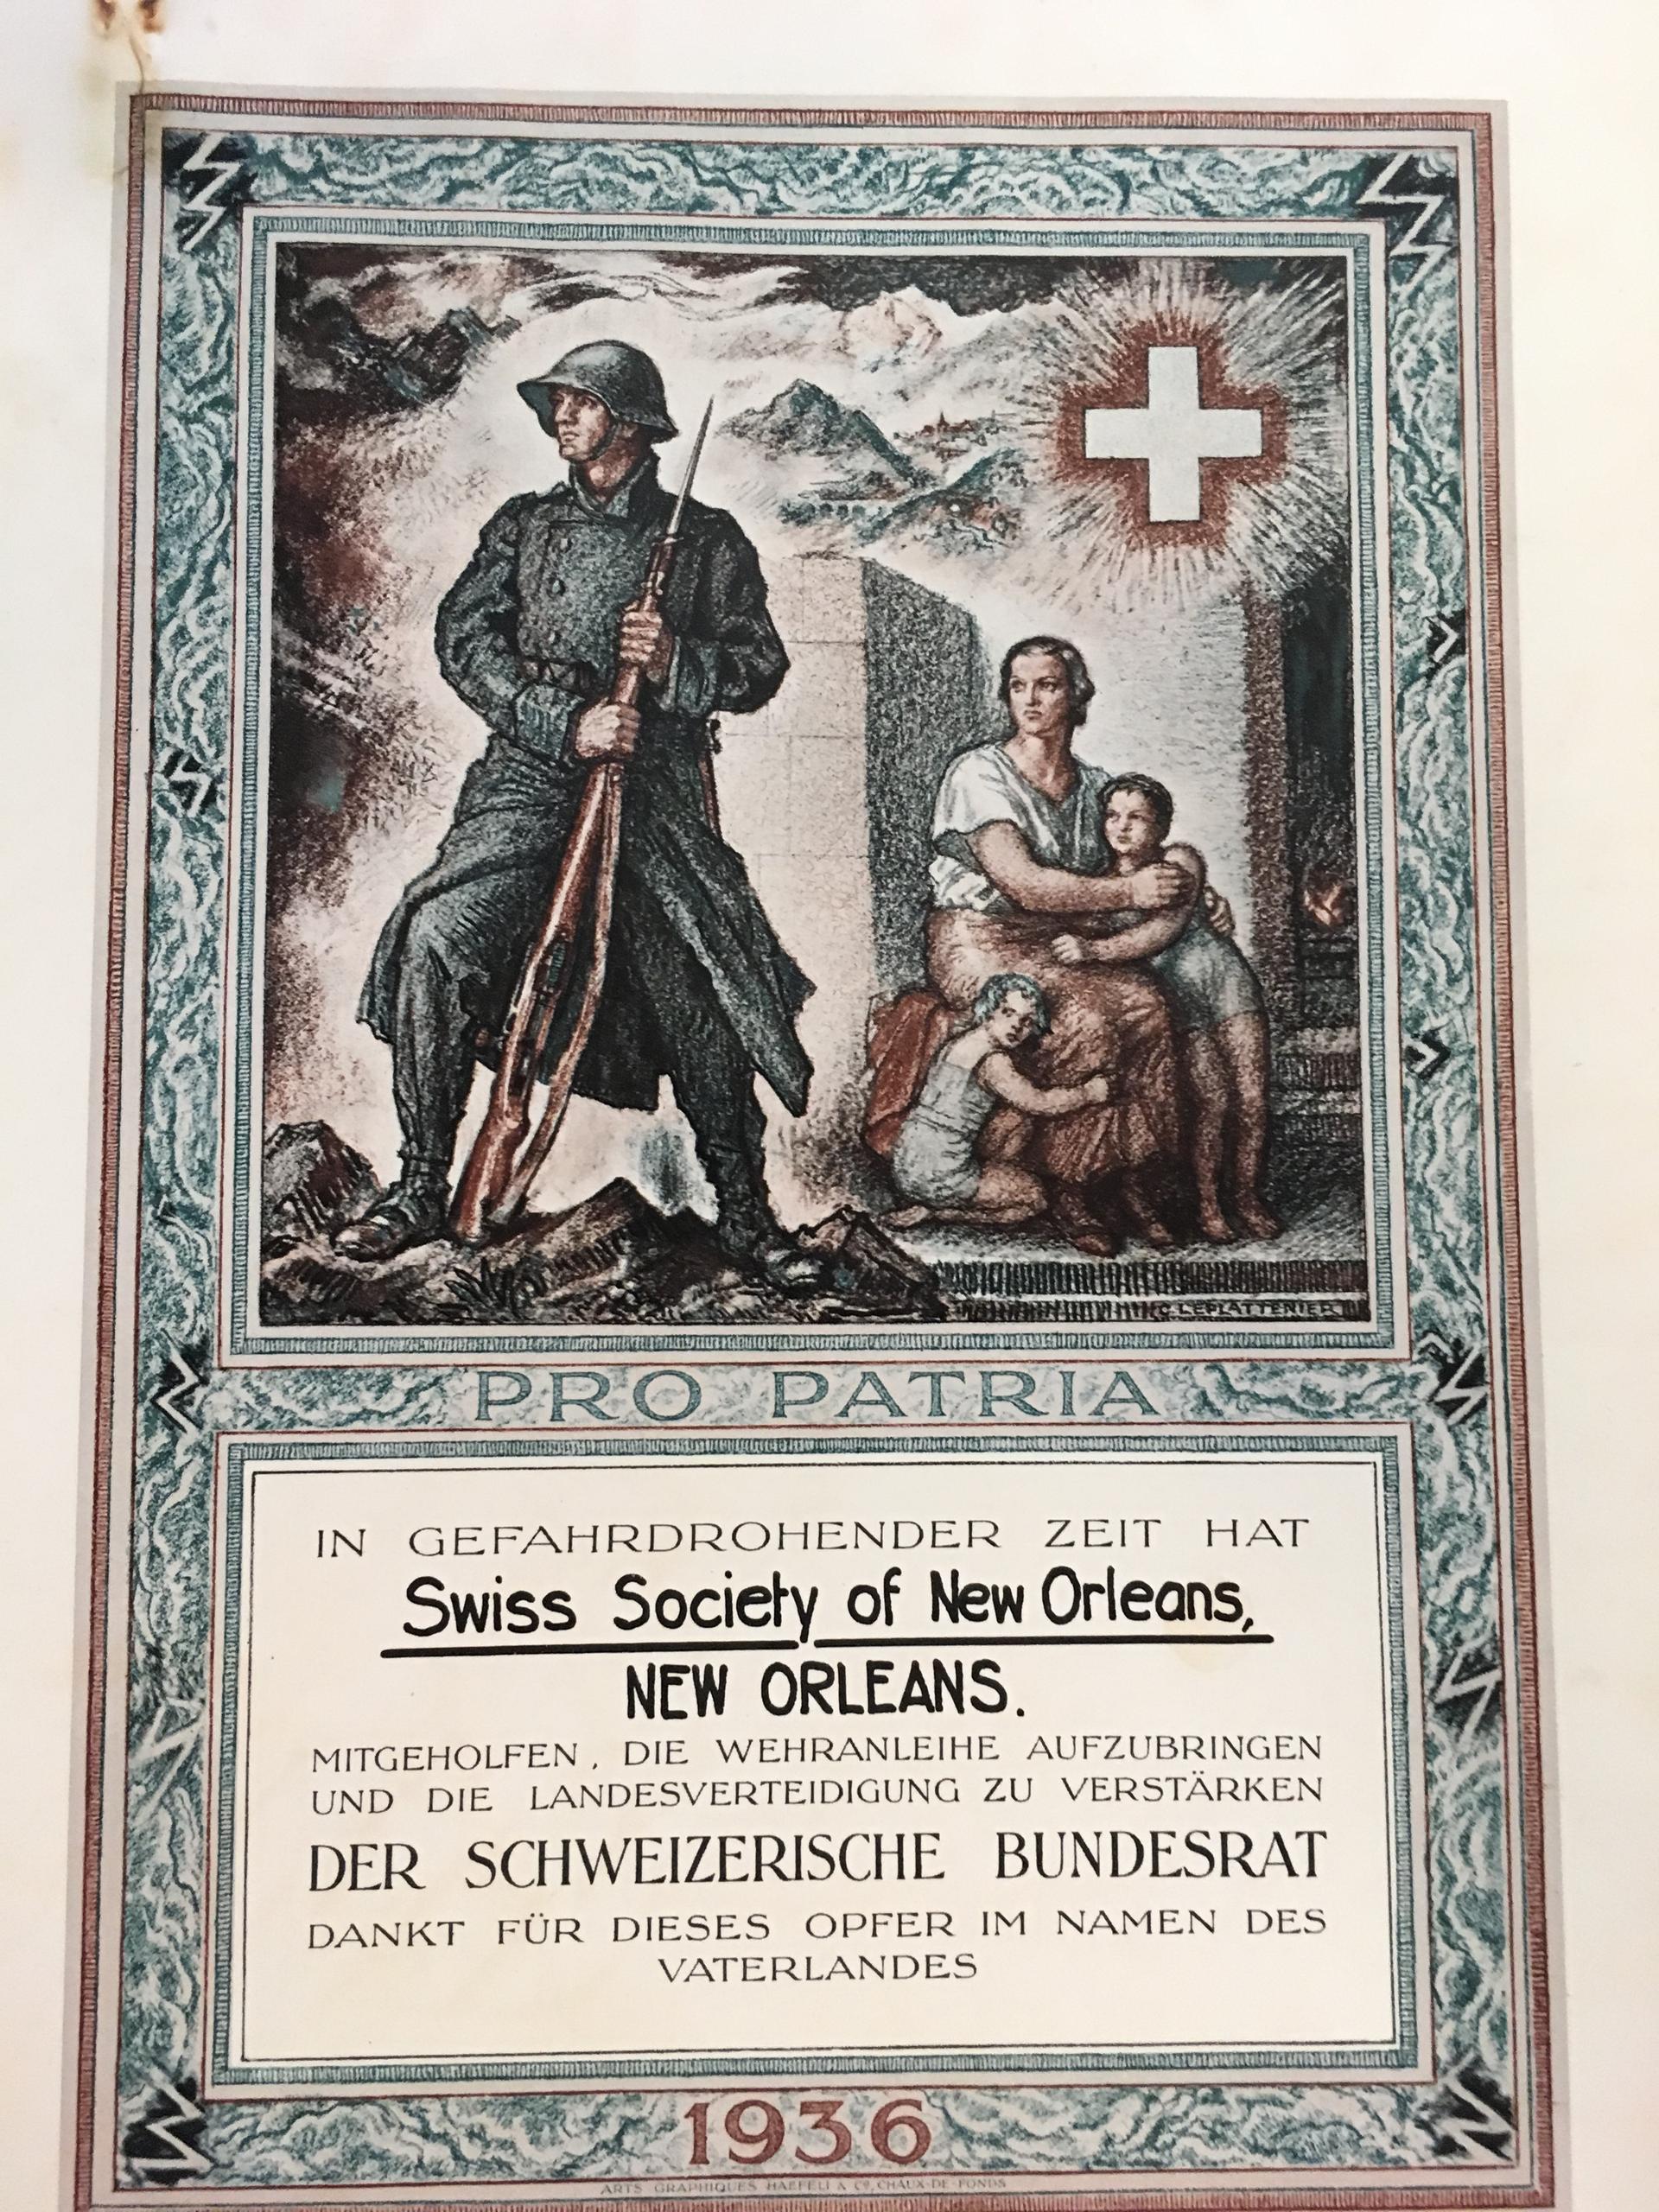 C. LEPLATTENIER
PRO PATRIA
IN GEFAHRDROHENDER ZEIT HAT
Swiss Society of New Orleans,
NEW ORLEANS.
MITGEHOLFEN, DIE WEHRANLEIHE AUFZUBRINGEN
UND DIE LANDESVERTEIDIGUNG ZU VERSTÄRKEN
DER SCHWEIZERISCHE BUNDESRAT
DANKT FÜR DIESES OPFER IM NAMEN DES
VATERLANDES
1936
ARTS GRAPHIQUES HAEFELI & Co, CHAUX-DE-FONDS